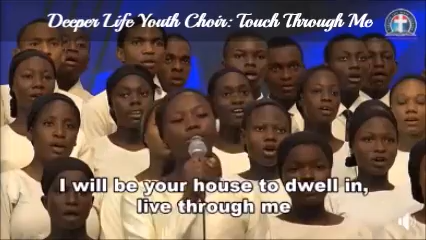 Deeper Life Youth Choir: Touch Through Me
I will be your house to dwell in,
live through me